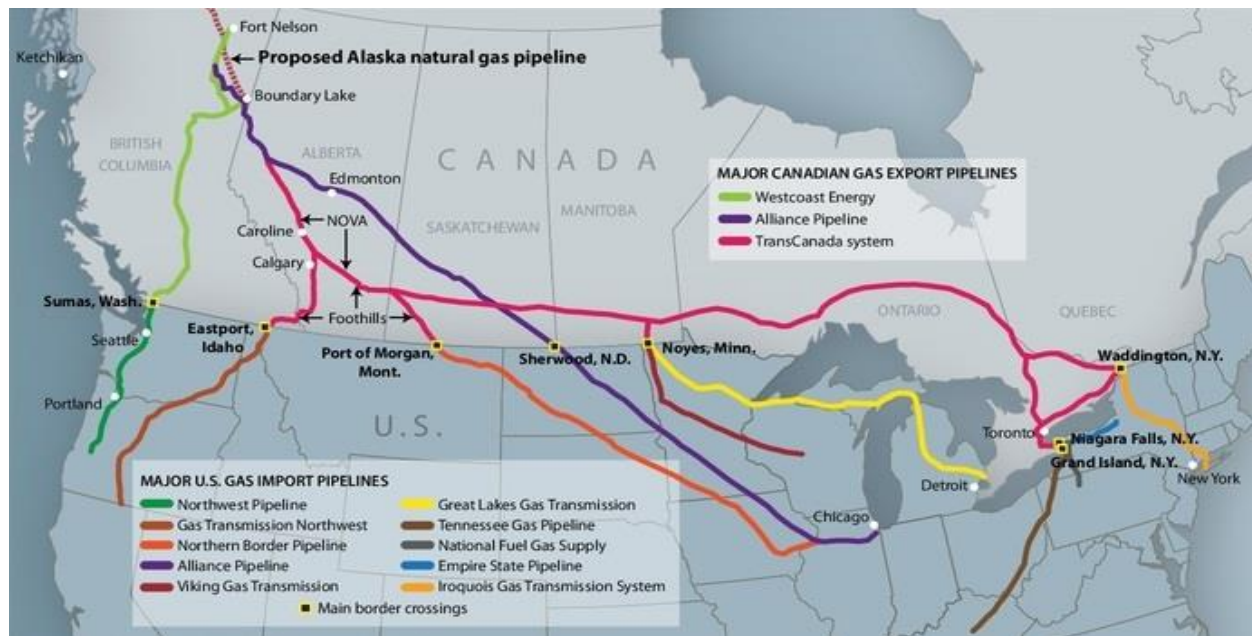 Fort Nelson
Ketchikan
Proposed Alaska natural gas pipeline
Boundary Lake
BRITISH
COLUMBIA
ALBERTA
CANADA
Edmonton
MAJOR CANADIAN GAS EXPORT PIPELINES
Westcoast Energy
Alliance Pipeline
TransCanada system
SASKATCHEWAN
MANITOBA
NOVA
Caroline
Calgary
Sumas, Wash.
Seattle
Eastport,
Idaho
Foothills
Port of Morgan,
Mont.
Sherwood, N.D.
Noyes, Minn.
ONTARIO
QUEBEC
Waddington, N.Y.
Portland
U.S.
Toronto
Niagara Falls, N.Y.
Grand Island, N.Y.
Detroit
New York
Chicago
MAJOR U.S. GAS IMPORT PIPELINES
Northwest Pipeline
Gas Transmission Northwest
Northern Border Pipeline
Alliance Pipeline
Viking Gas Transmission
Great Lakes Gas Transmission
Tennessee Gas Pipeline
National Fuel Gas Supply
Empire State Pipeline
Iroquois Gas Transmission System
Main border crossings